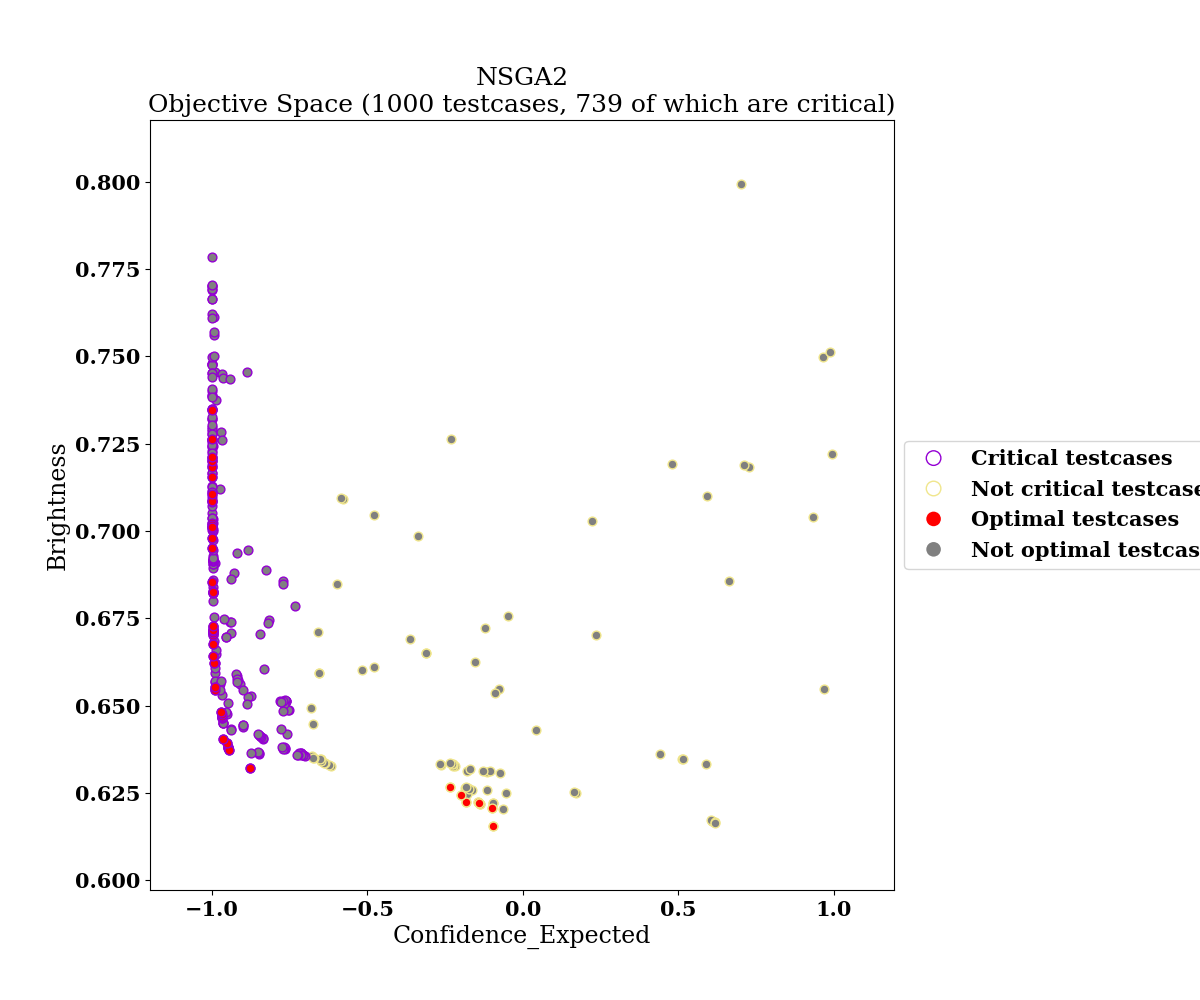 NSGA2
Objective Space (1000 testcases, 739 of which are critical)
0.800
0.775
0.750
0.725
0.700
0.675
0.650
0.625
0.600
Brightness
−1.0 −0.5 0.0 0.5 1.0
Confidence_Expected
Critical testcases
Not critical testcase
Optimal testcases
Not optimal testcas